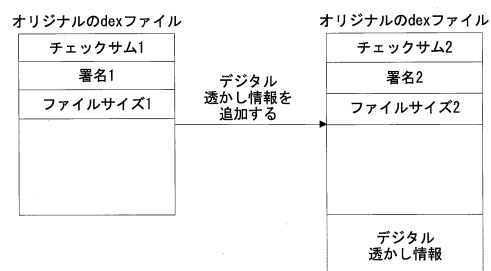 オリジナルのdexファイル
チェックサム1
署名1
ファイルサイズ1
デジタル
透かし情報を
追加する
オリジナルのdexファイル
チェックサム2
署名2
ファイルサイズ2
デジタル
透かし情報